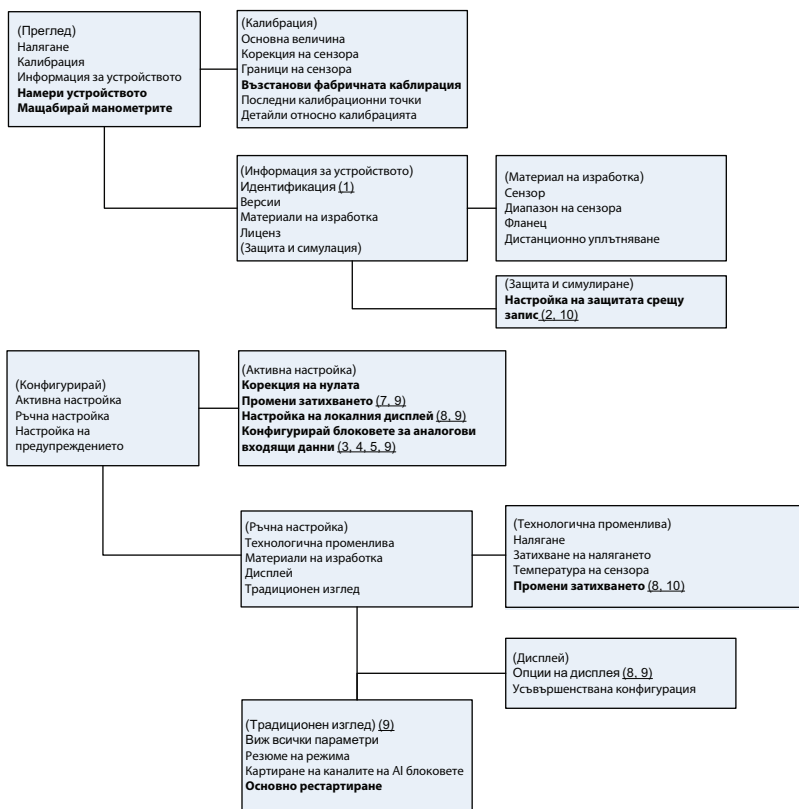 (Преглед)
Налягане
Калибрация
Информация за устройството
Намери устройството
Мащабирай манометрите
(Калибрация)
Основна величина
Корекция на сензора
Граници на сензора
Възстанови фабричната каблирация
Последни калибрационни точки
Детайли относно калибрацията
(Информация за устройството)
Идентификация (1)
Версии
Материали на изработка
Лиценз
(Защита и симулация)
(Материал на изработка)
Сензор
Диапазон на сензора
Фланец
Дистанционно уплътняване
(Защита и симулиране)
Настройка на защитата срещу
запис (2, 10)
(Конфигурирай)
Активна настройка
Ръчна настройка
Настройка на
предупреждението
(Активна настройка)
Корекция на нулата
Промени затихването (7, 9)
Настройка на локалния дисплей (8, 9)
Конфигурирай блоковете за аналогови
входящи данни (3, 4, 5, 9)
(Ръчна настройка)
Технологична променлива
Материали на изработка
Дисплей
Традиционен изглед
(Технологична променлива)
Налягане
Затихване на налягането
Температура на сензора
Промени затихването (8, 10)
(Дисплей)
Опции на дисплея (8, 9)
Усъвършенствана конфигурация
(Традиционен изглед) (9)
Виж всички параметри
Резюме на режима
Картиране на каналите на AI блоковете
Основно рестартиране